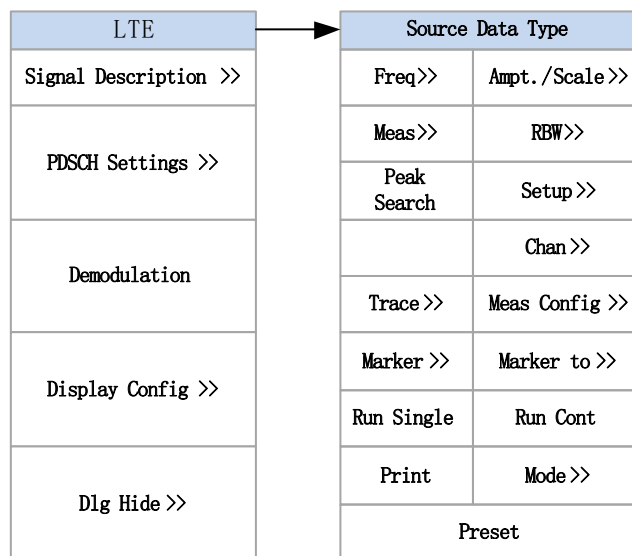 LTE
Signal Description >>
PDSCH Settings >>
Demodulation
Display Config >>
Dlg Hide >>
Source Data Type
Freq>>
Ampt./Scale>>
Meas>>
RBW>>
Peak
Search
Setup>>
Chan>>
Trace>>
Meas Config >>
Marker >>
Marker to >>
Run Single
Run Cont
Print
Mode>>
Preset